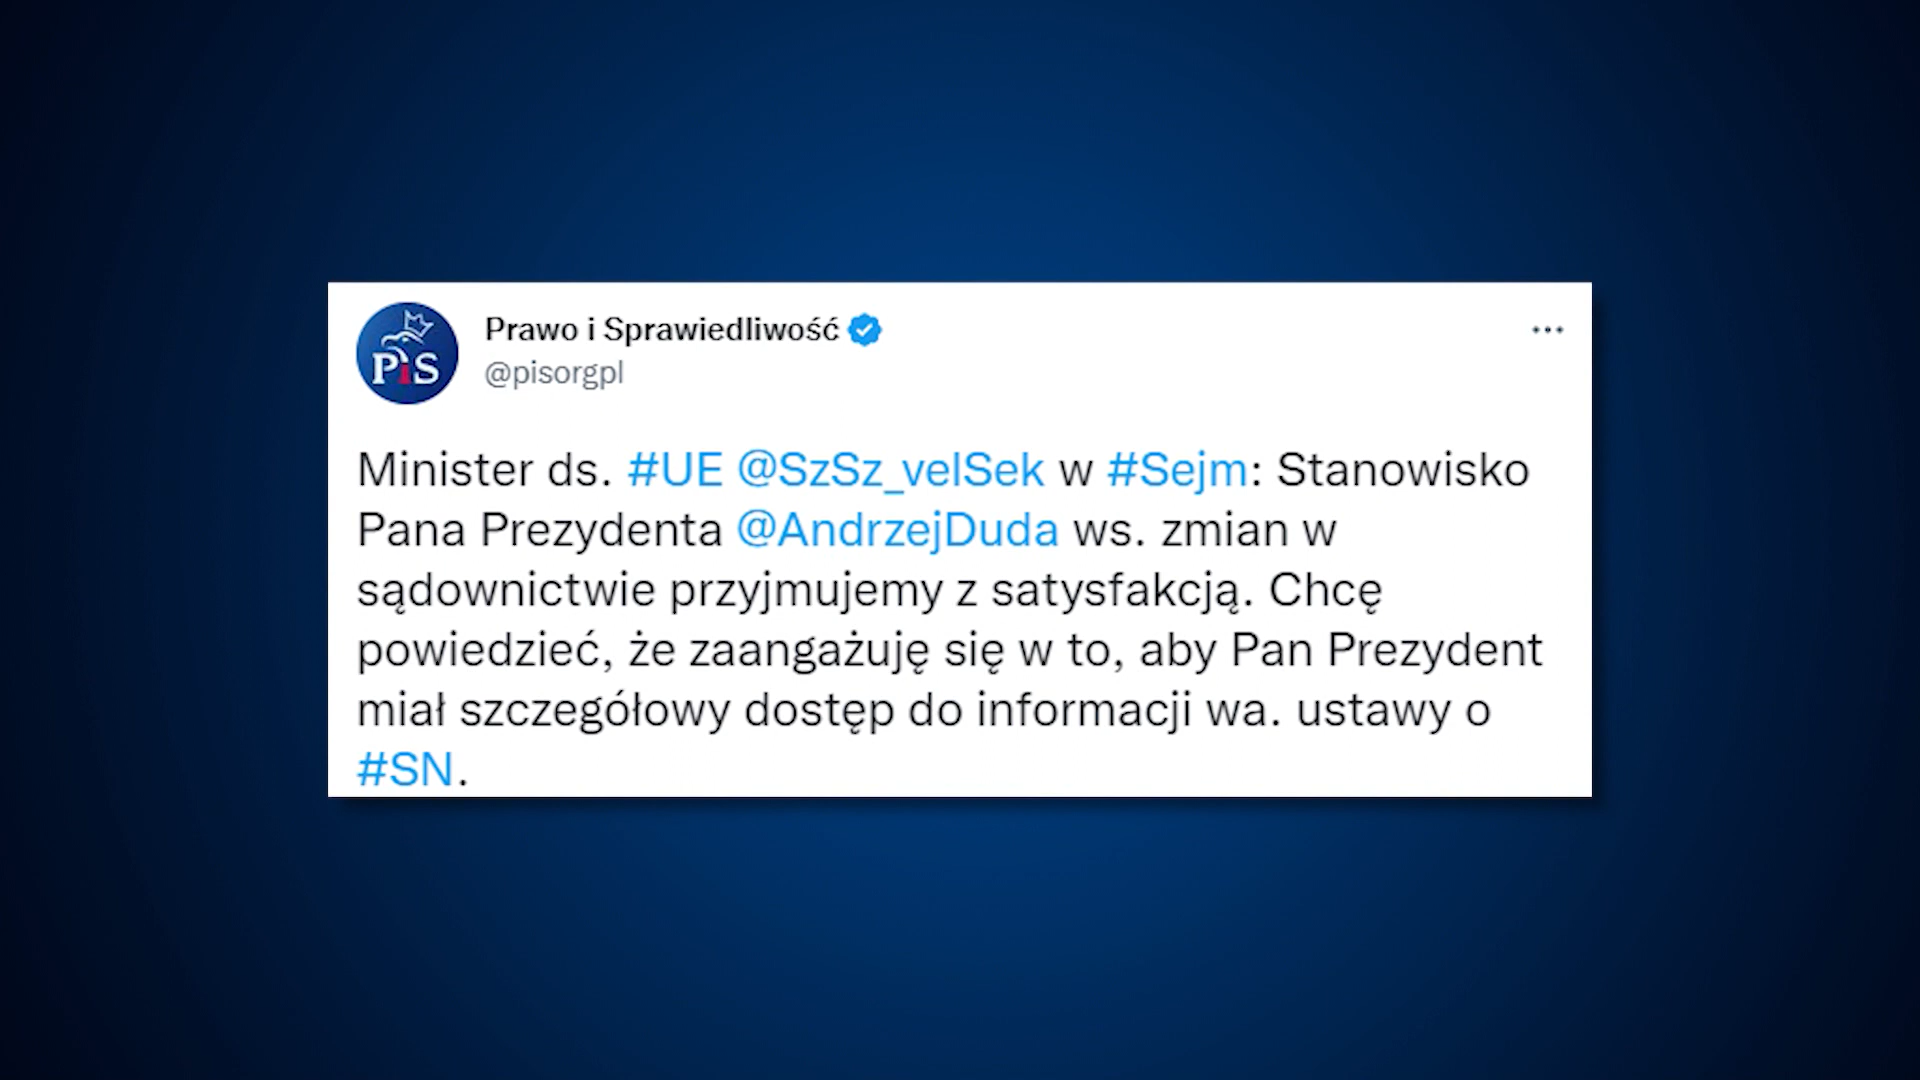 PiS
Prawo i Sprawiedliwość
@pisorgpl
Minister ds. #UE @SzSz_velSek w #Sejm: Stanowisko
Pana Prezydenta @AndrzejDuda ws. zmian w
sądownictwie przyjmujemy z satysfakcją. Chcę
powiedzieć, że zaangażuję się w to, aby Pan Prezydent
miał szczegółowy dostęp do informacji wa. ustawy o
#SN.